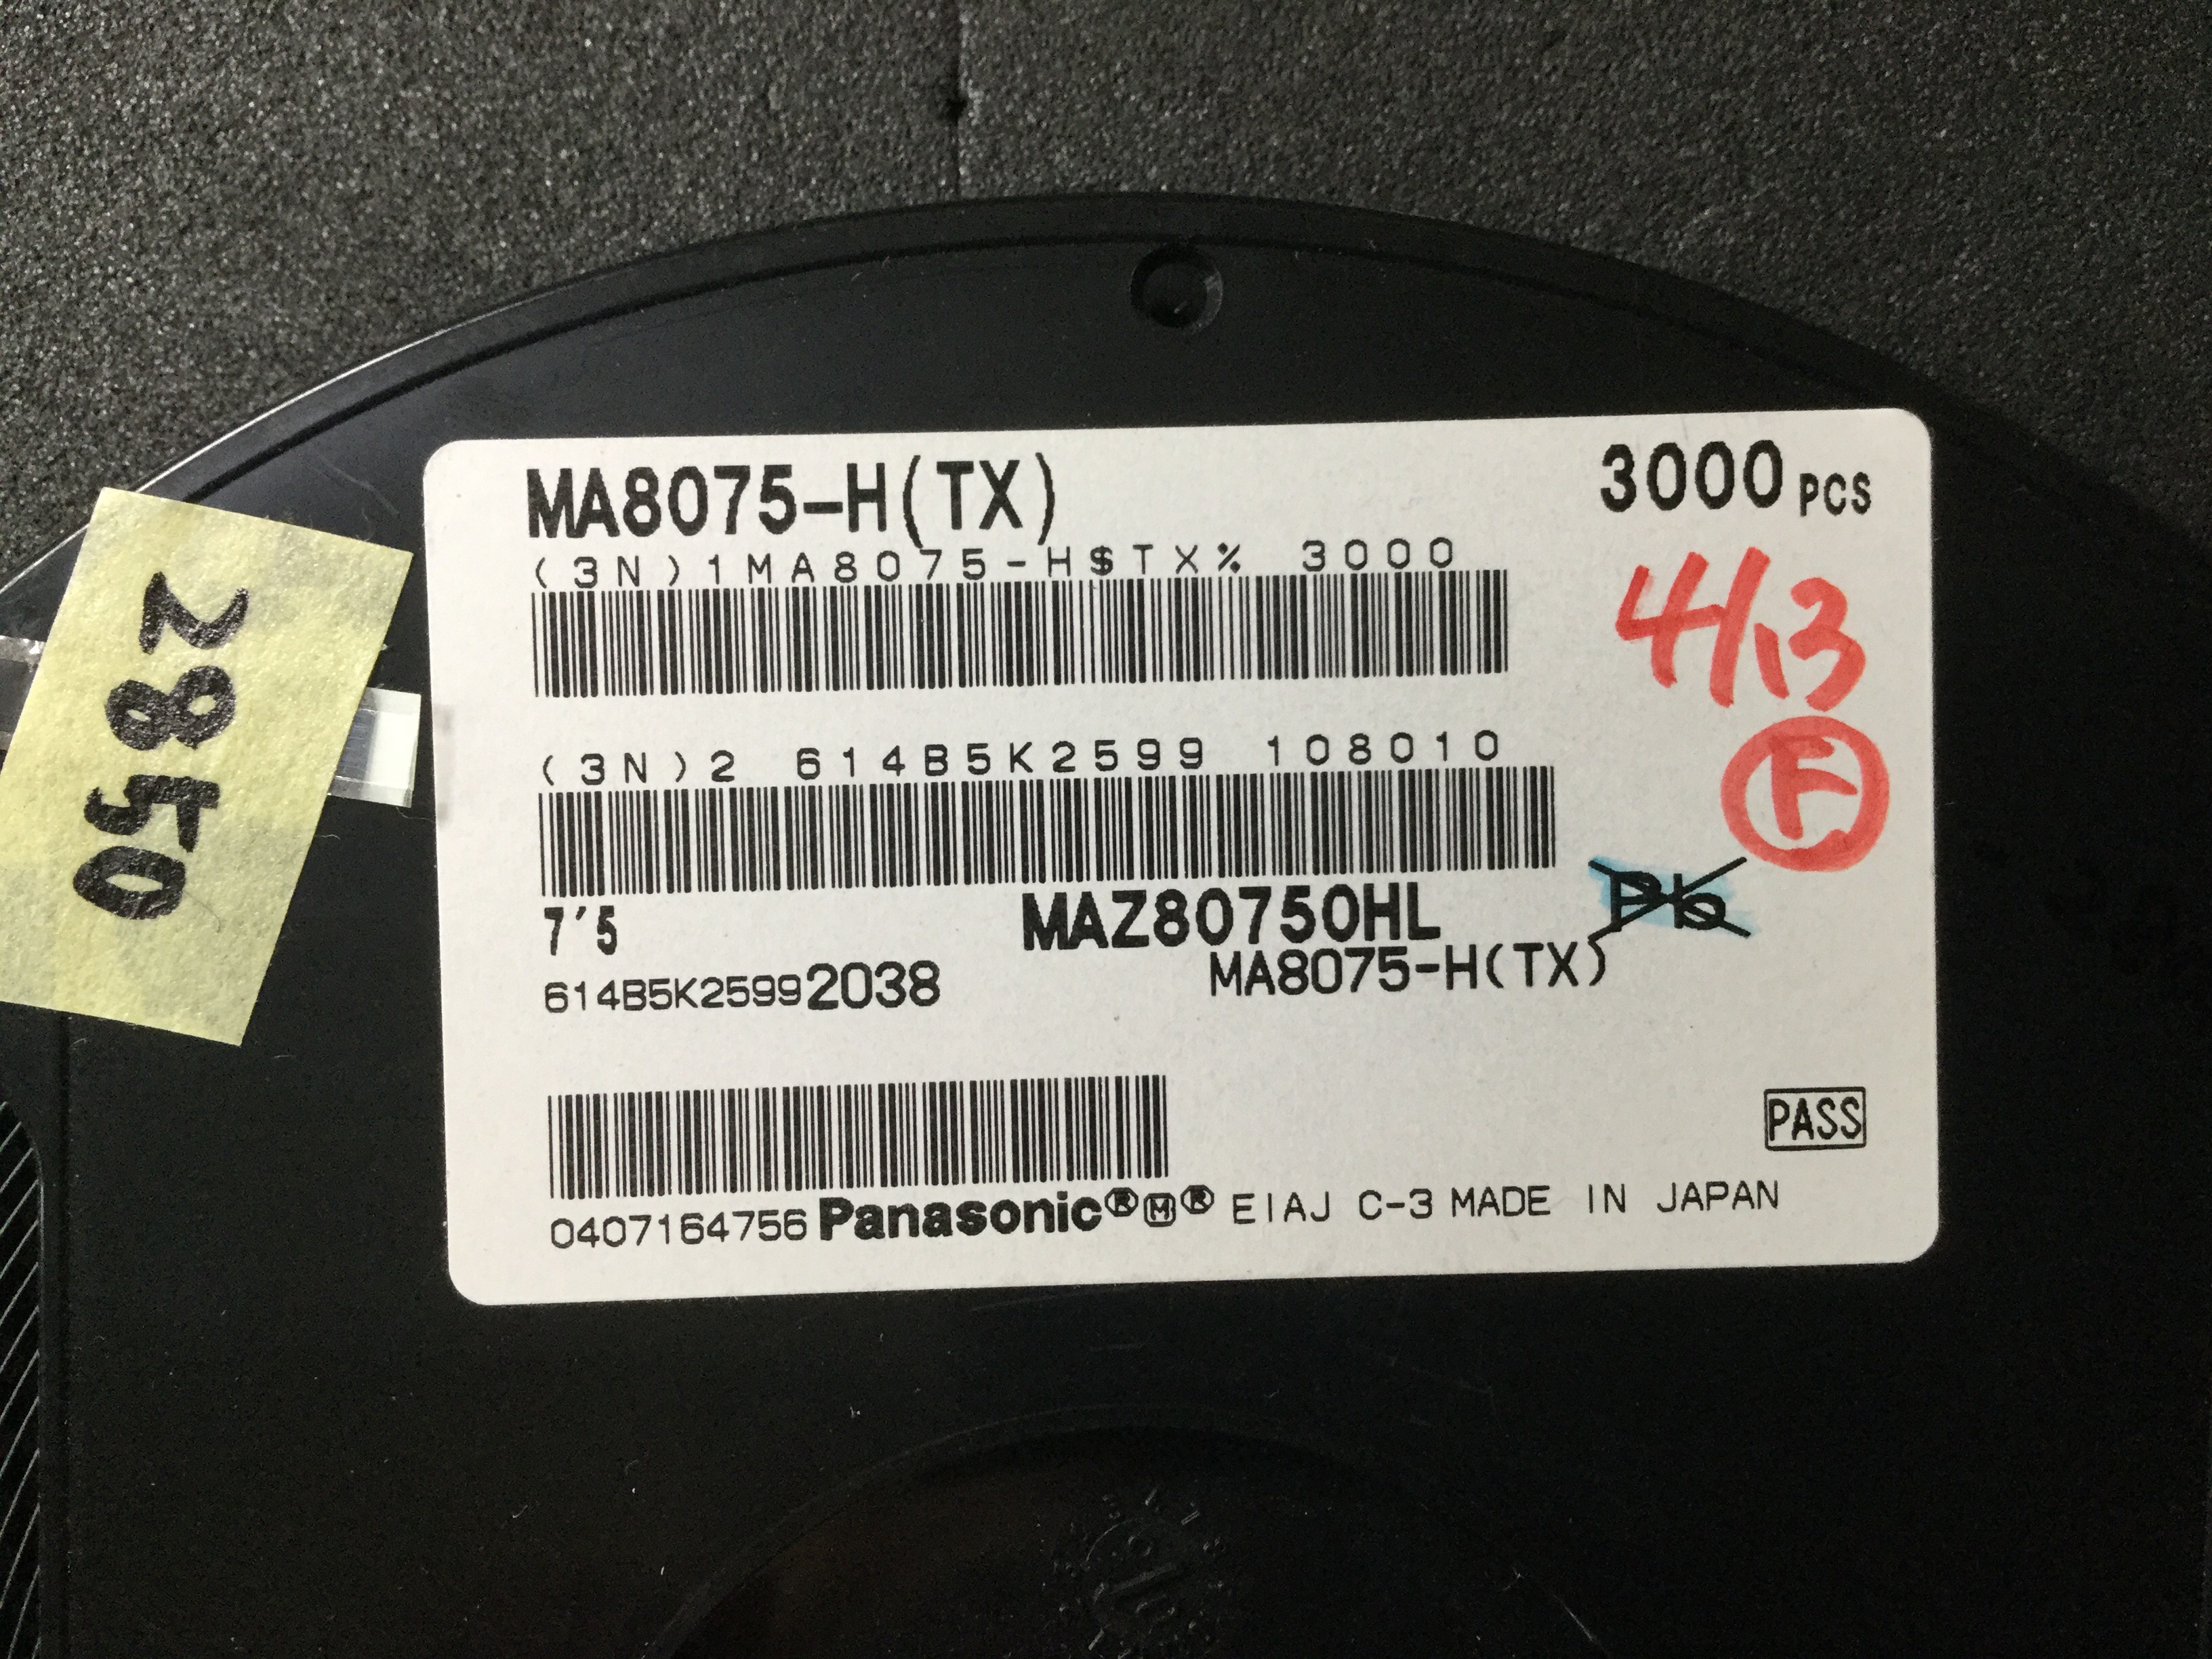 MA8075-H(TX)
3000 PCS
(3N)1MA8075-H$TX% 3000
4/13
(3N)2 614B5K2599 108010
F
Pb
7'5
MAZ80750HL
614B5K25992038
MA8075-H(TX)
PASS
0407164756 Panasonic®M® EIAJ C-3 MADE IN JAPAN
2850